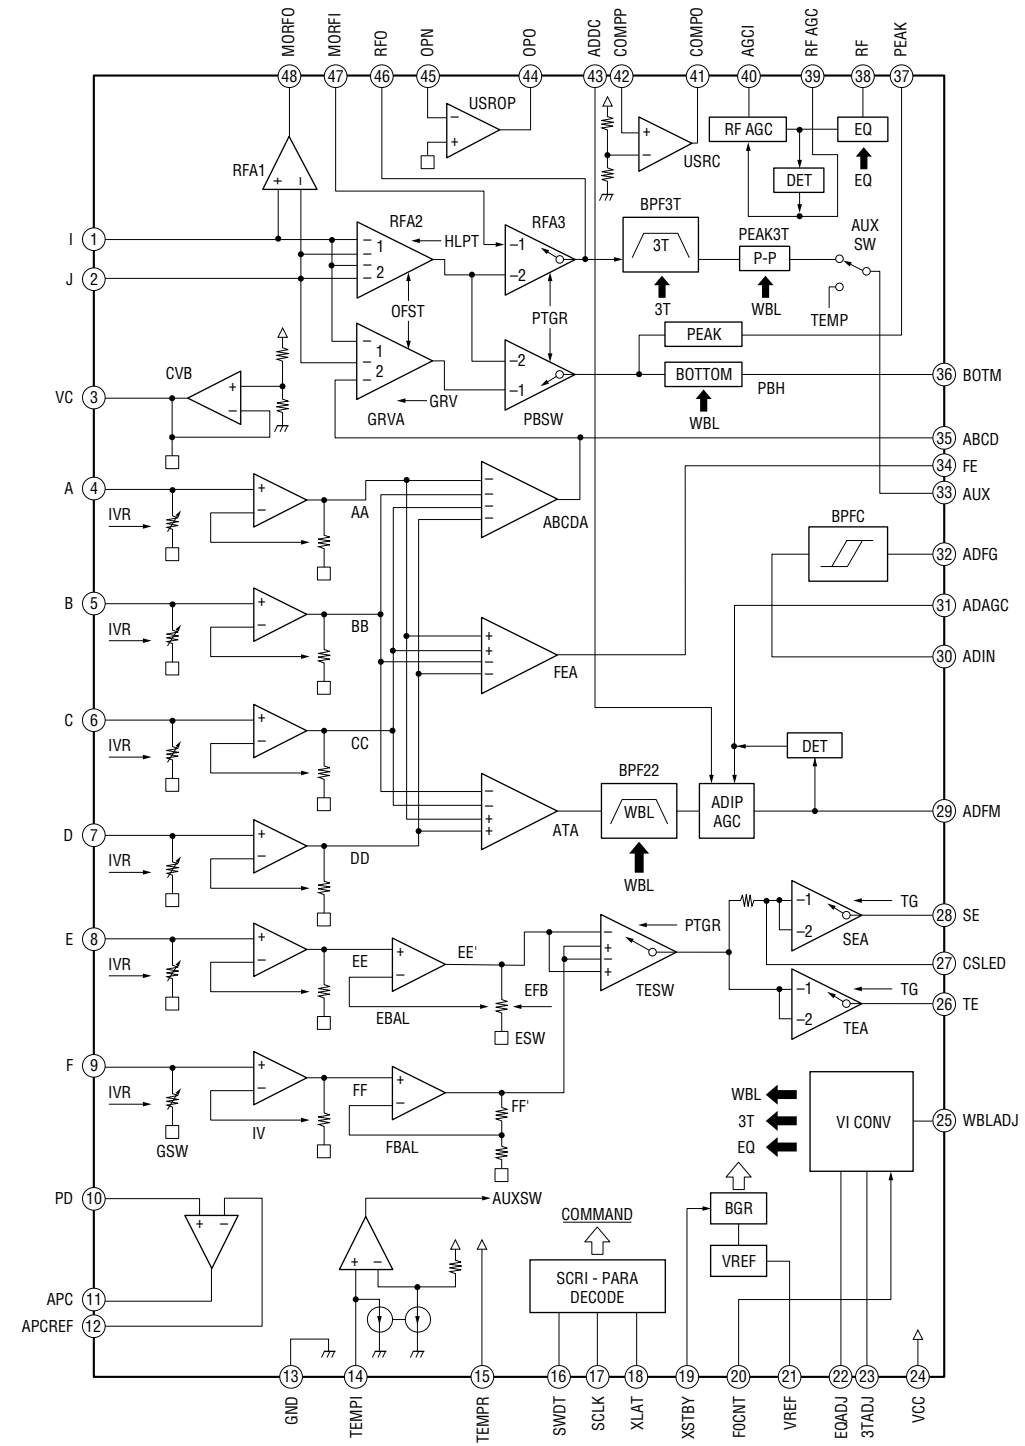 MORFO
MORFI
RFO
OPN
OPO
ADDC
COMPP
COMPO
AGCI
RF AGC
RF
PEAK
48
47
46
45
44
43
42
41
40
39
38
37
USROP
−
+
RFA1
+
−
+
−
USRC
RF AGC
EQ
DET
EQ
RFA2
HLPT
RFA3
BPF3T
3T
3T
PEAK3T
P-P
WBL
AUX
SW
TEMP
I
1
J
2
−
1
−
−
2
−
−1
−2
OFST
PTGR
−
1
−
2
−
GRV
GRVA
−2
−1
PBSW
PEAK
BOTTOM
PBH
WBL
36
BOTM
CVB
+
−
VC
3
35
ABCD
34
FE
33
AUX
A
4
IVR
+
−
AA
−
−
−
−
ABCDA
BPFC
32
ADFG
31
ADAGC
30
ADIN
B
5
IVR
+
−
BB
+
+
−
−
FEA
C
6
IVR
+
−
CC
DET
BPF22
WBL
WBL
ADIP
AGC
29
ADFM
−
−
+
+
ATA
D
7
IVR
+
−
DD
E
8
IVR
+
−
EE
+
−
EBAL
EE'
EFB
ESW
−
+
−
+
TESW
PTGR
−1
−2
SEA
TG
28
SE
27
CSLED
−1
−2
TEA
TG
26
TE
F
9
IVR
GSW
+
−
IV
FF
+
−
FBAL
FF'
WBL
3T
EQ
VI CONV
25
WBLADJ
PD
10
+
−
APC
11
APCREF
12
AUXSW
+
−
COMMAND
SCRI - PARA
DECODE
BGR
VREF
13
14
15
16
17
18
19
20
21
22
23
24
GND
TEMPI
TEMPR
SWDT
SCLK
XLAT
XSTBY
F0CNT
VREF
EQADJ
3TADJ
VCC